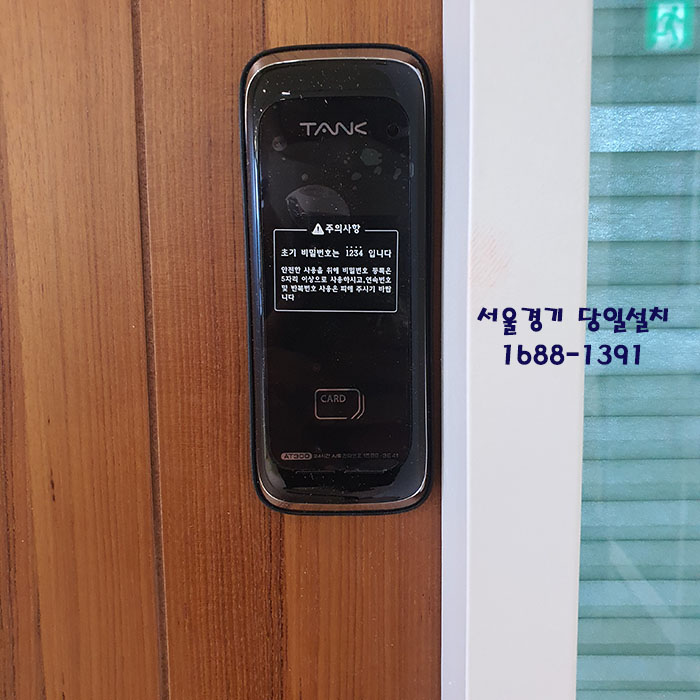 TANK
주의사항
초기 비밀번호는 1234 입니다
안전한 사용을 위해 비밀번호 등록은
5자리 이상으로 사용하시고, 연속번호
및 반복번호 사용은 피해 주시기 바랍
니다
서울경기 당일설치
1688-1391
CARD
AT300